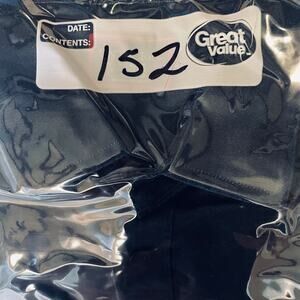 DATE:
CONTENTS:
152
Great
Value